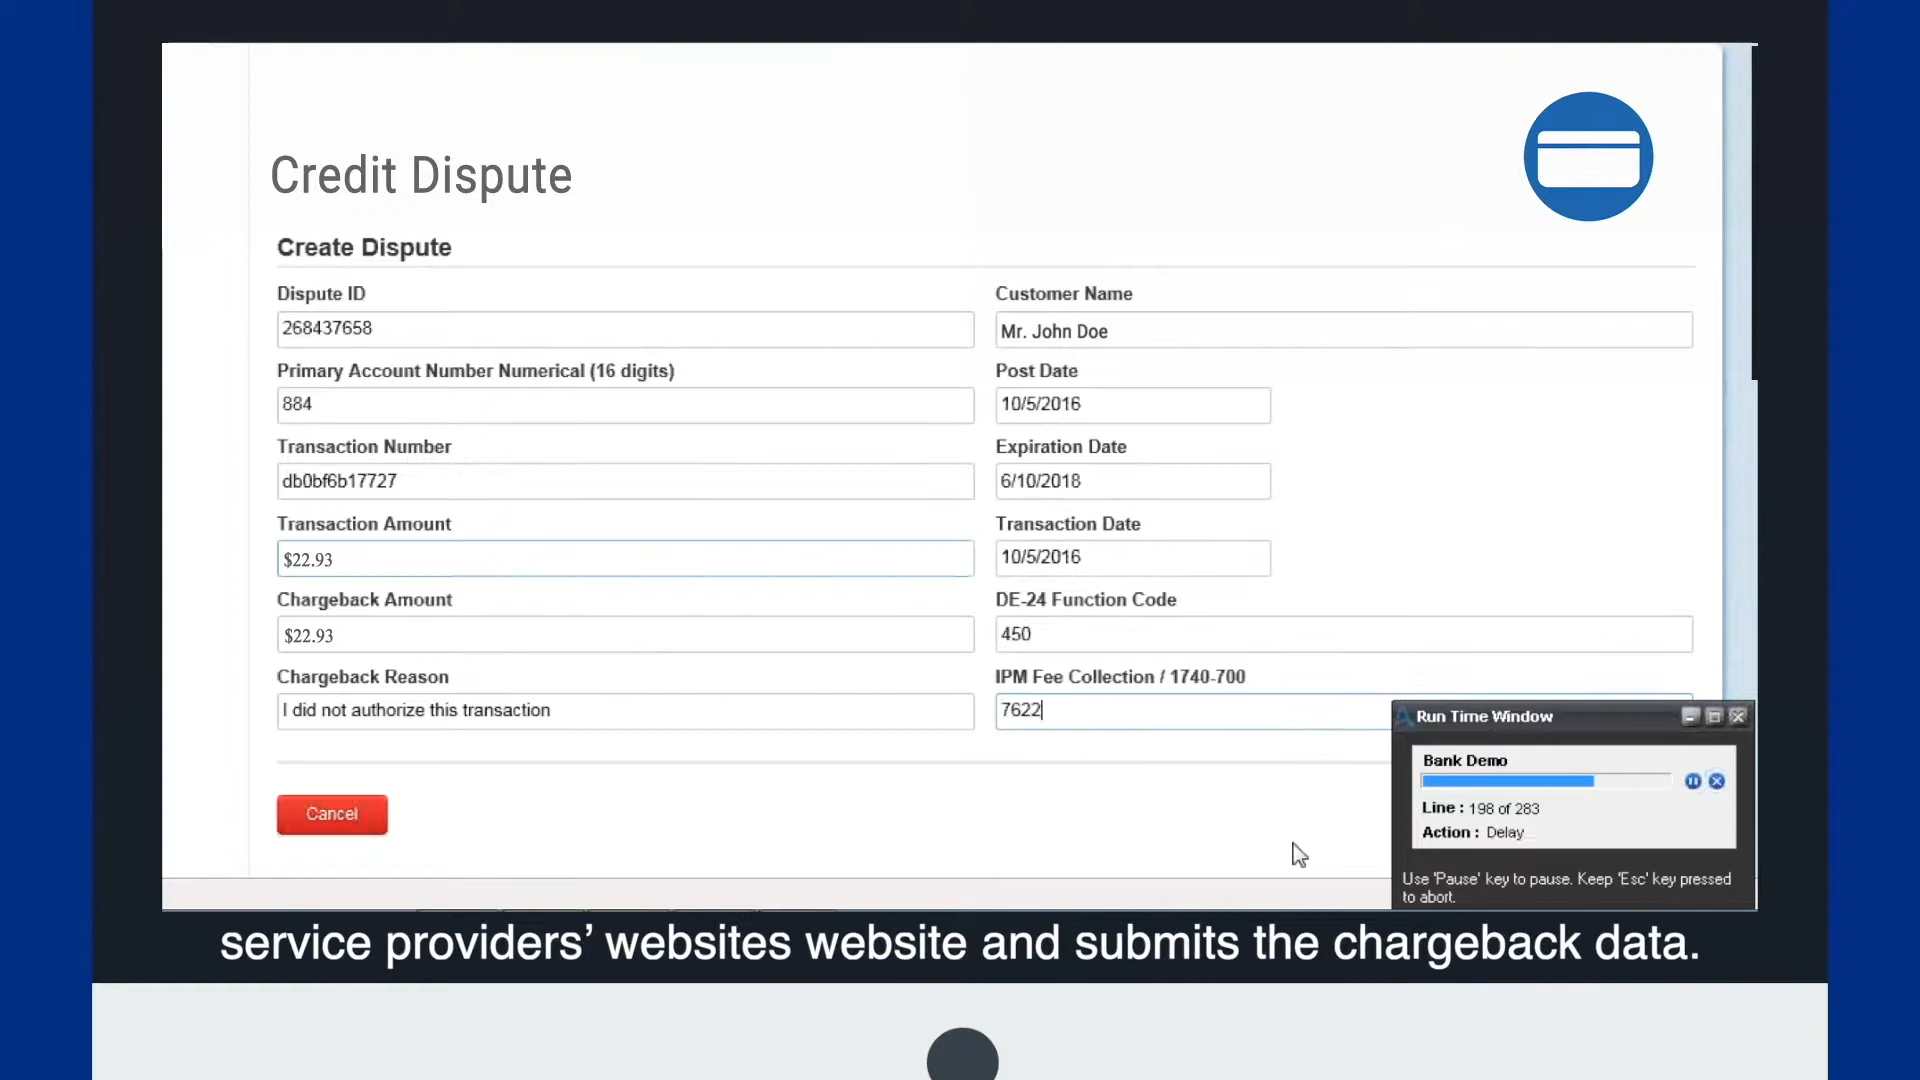 Credit Dispute
Create Dispute
Dispute ID
268437658
Customer Name
Mr. John Doe
Primary Account Number Numerical (16 digits)
884
Post Date
10/5/2016
Transaction Number
db0bf6b17727
Expiration Date
6/10/2018
Transaction Amount
$22.93
Transaction Date
10/5/2016
Chargeback Amount
$22.93
DE-24 Function Code
450
Chargeback Reason
I did not authorize this transaction
IPM Fee Collection / 1740-700
7622
Cancel
Run Time Window
Bank Demo
Line : 198 of 283
Action : Delay
Use 'Pause' key to pause. Keep 'Esc' key pressed
to abort.
service providers’ websites website and submits the chargeback data.